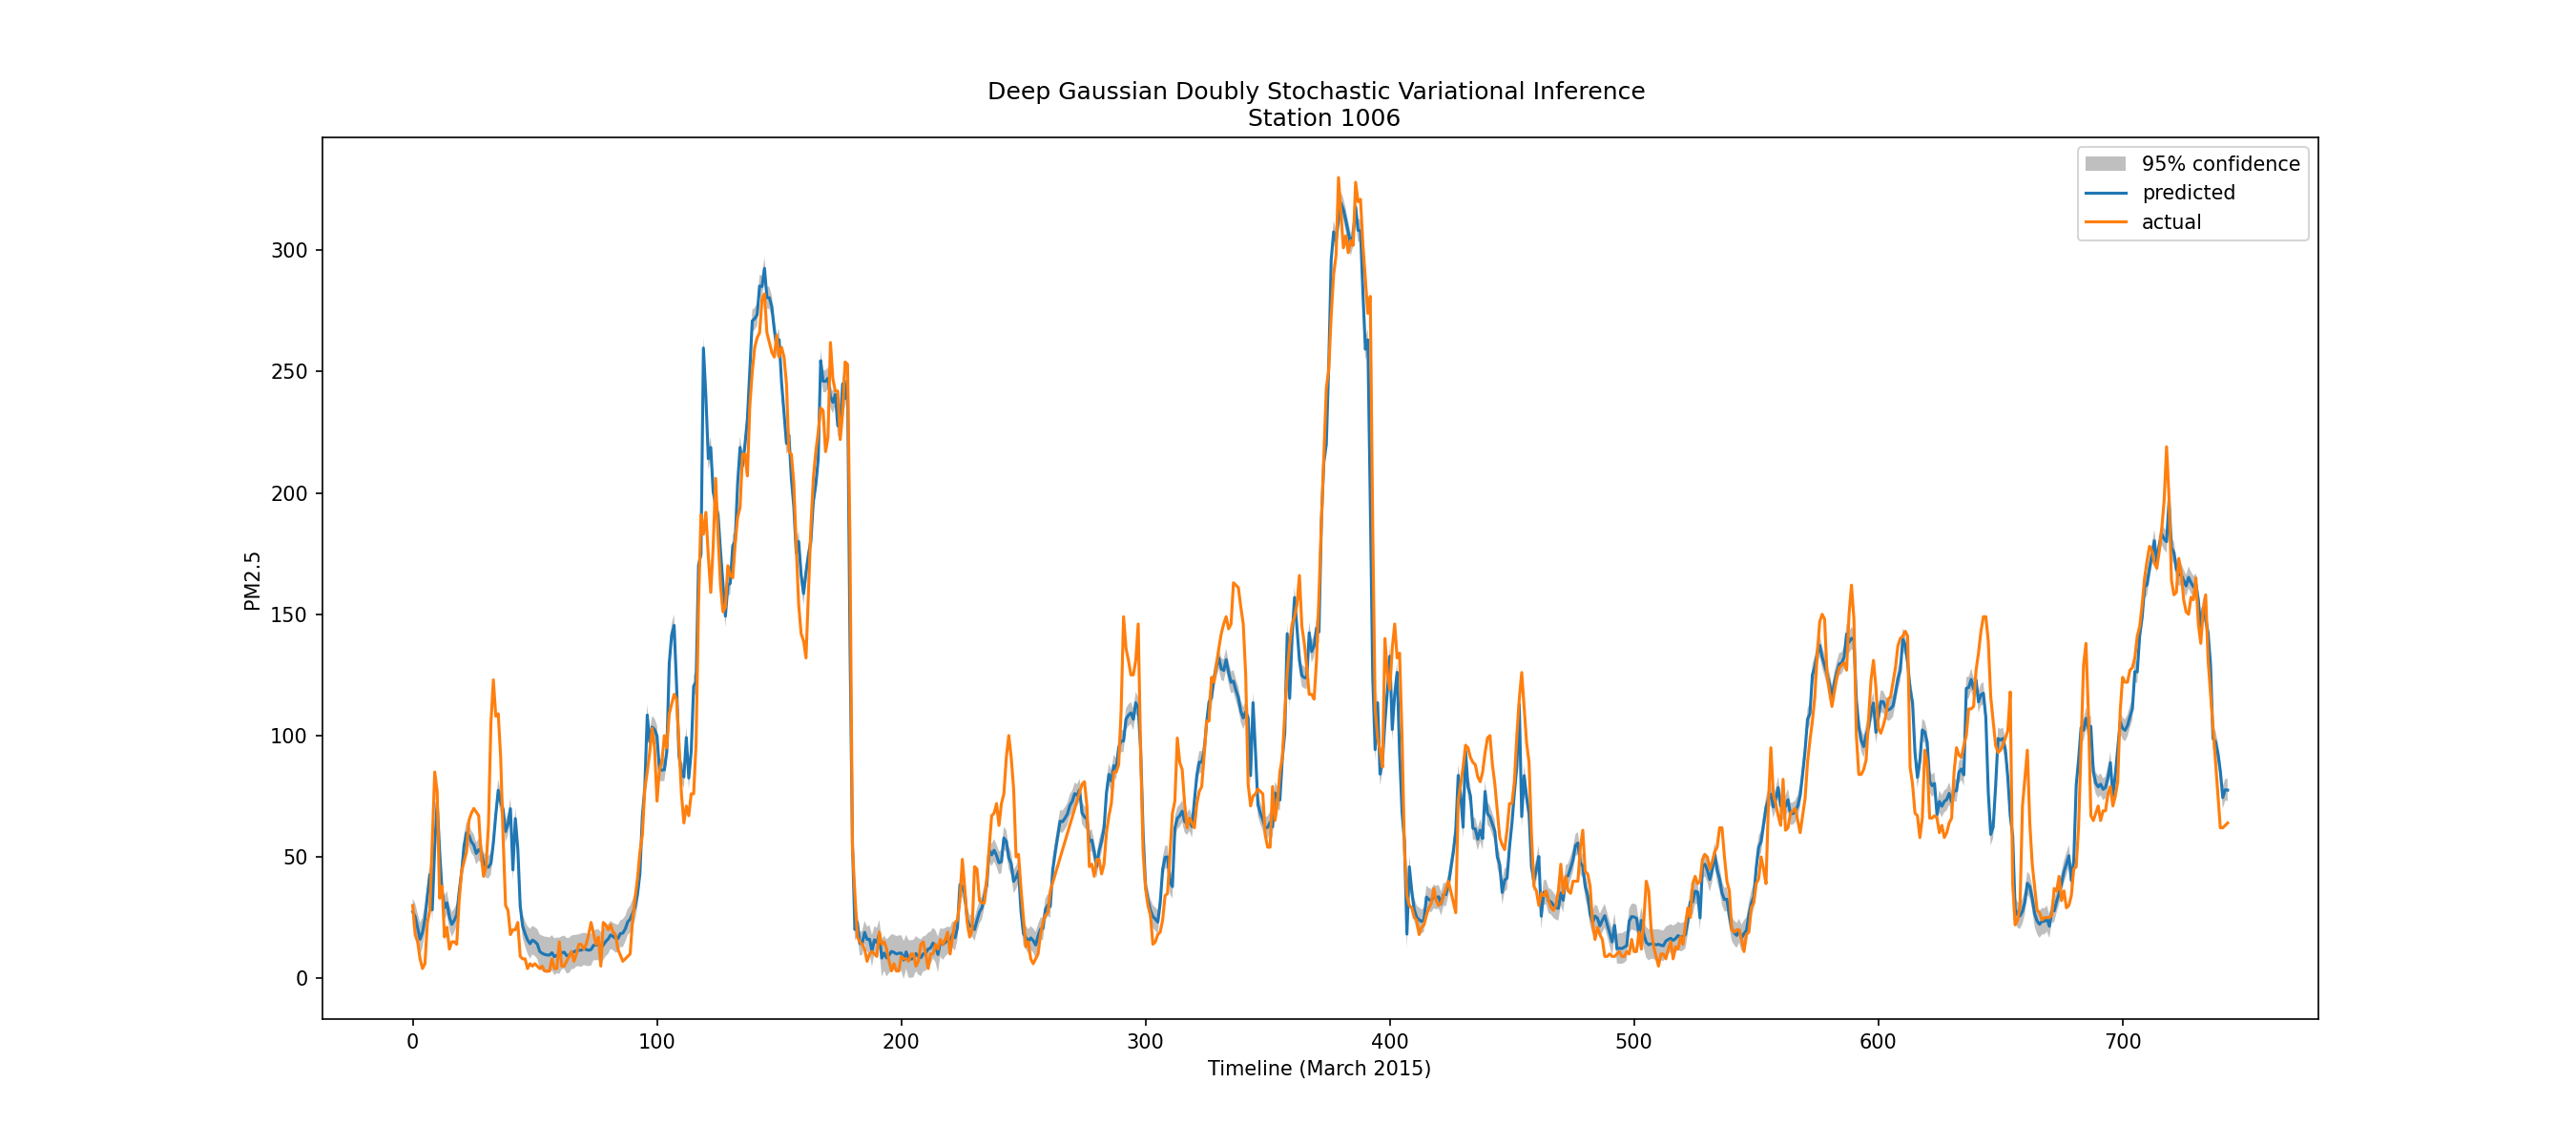 Deep Gaussian Doubly Stochastic Variational Inference
Station 1006
95% confidence
predicted
actual
300
250
200
150
100
50
0
PM2.5
0 100 200 300 400 500 600 700
Timeline (March 2015)